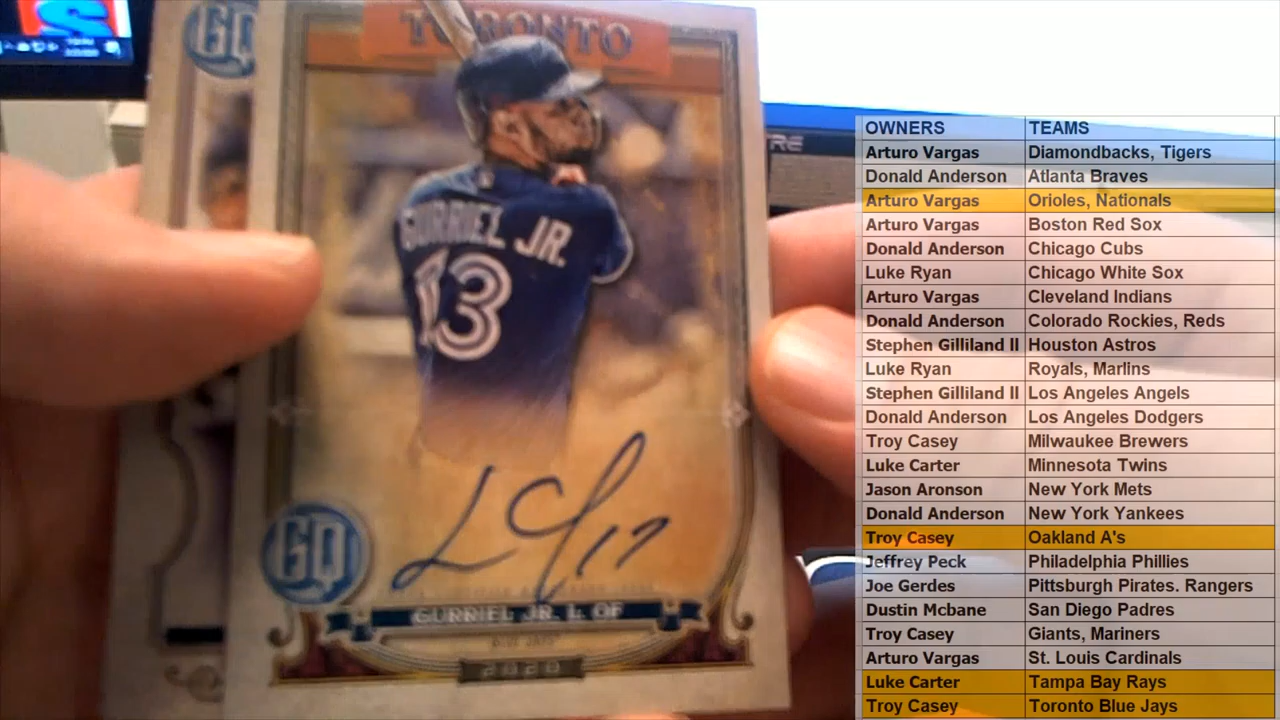 GQ
TORONTO
GURRIEL JR.
13
GQ
GURRIEL JR. L. OF
BLUE JAYS
2020
RE
OWNERS TEAMS
Arturo Vargas Diamondbacks, Tigers
Donald Anderson Atlanta Braves
Arturo Vargas Orioles, Nationals
Arturo Vargas Boston Red Sox
Donald Anderson Chicago Cubs
Luke Ryan Chicago White Sox
Arturo Vargas Cleveland Indians
Donald Anderson Colorado Rockies, Reds
Stephen Gilliland II Houston Astros
Luke Ryan Royals, Marlins
Stephen Gilliland II Los Angeles Angels
Donald Anderson Los Angeles Dodgers
Troy Casey Milwaukee Brewers
Luke Carter Minnesota Twins
Jason Aronson New York Mets
Donald Anderson New York Yankees
Troy Casey Oakland A's
Jeffrey Peck Philadelphia Phillies
Joe Gerdes Pittsburgh Pirates. Rangers
Dustin Mcbane San Diego Padres
Troy Casey Giants, Mariners
Arturo Vargas St. Louis Cardinals
Luke Carter Tampa Bay Rays
Troy Casey Toronto Blue Jays